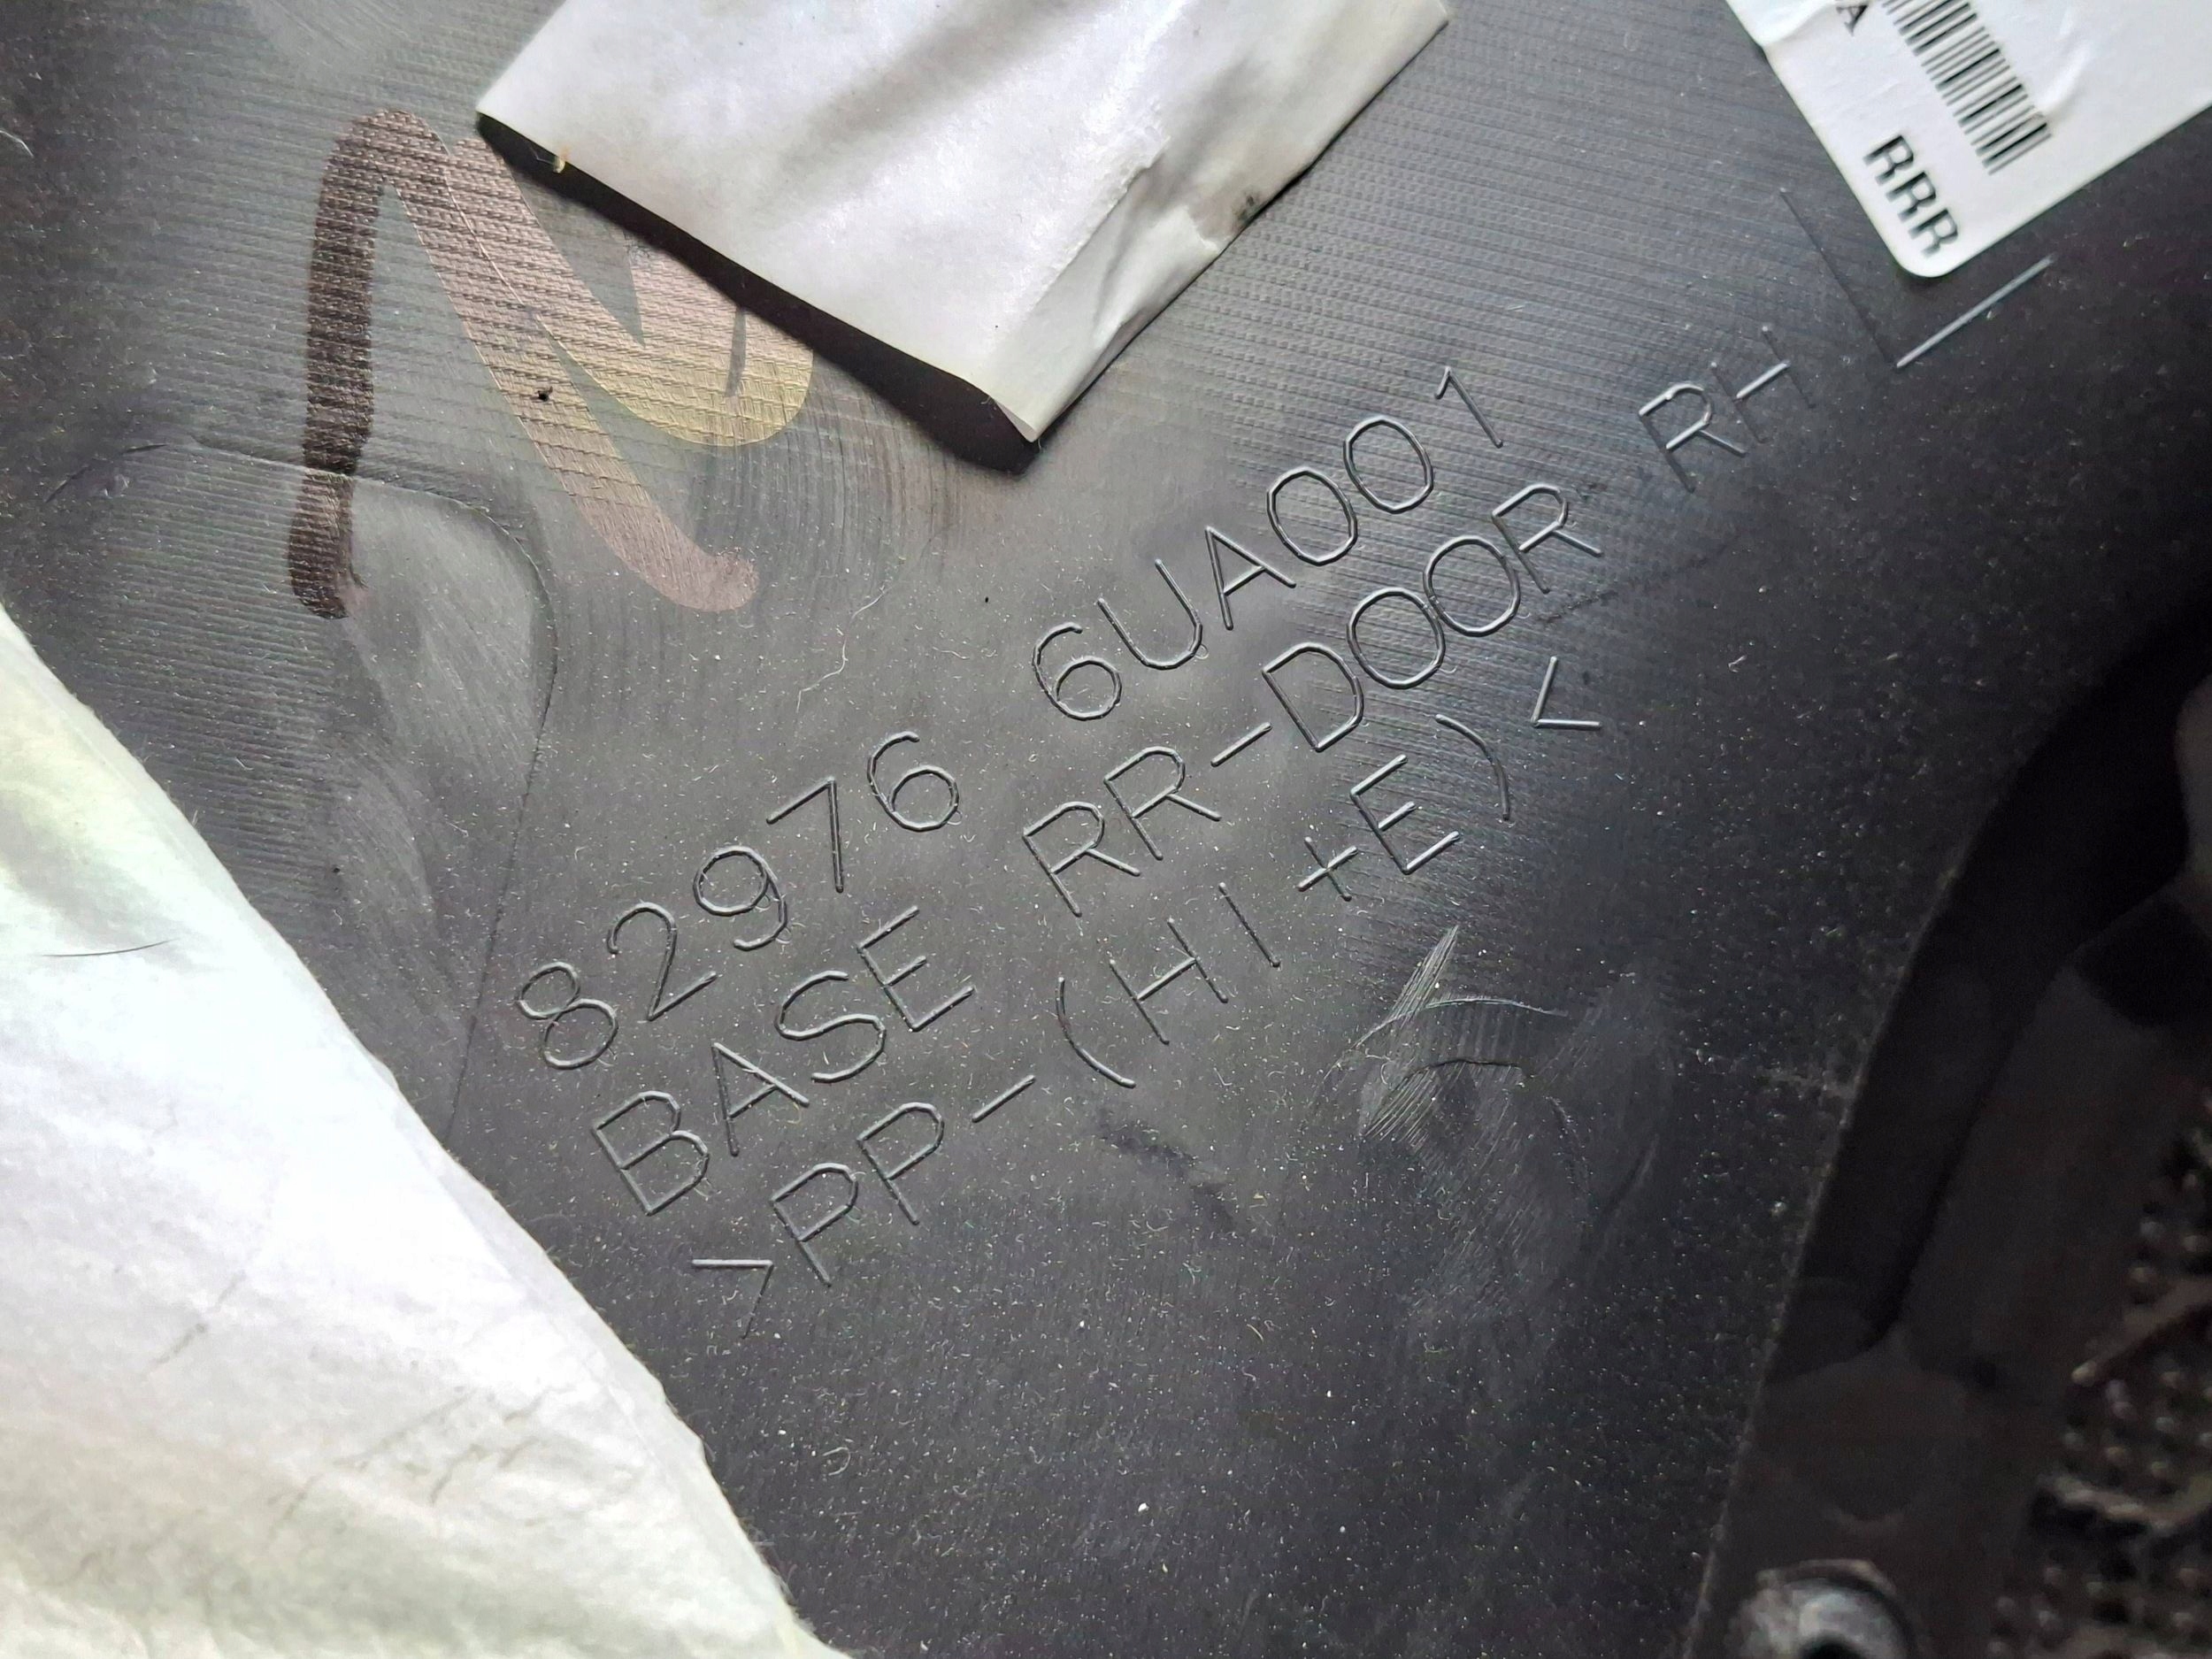 A
RRR
82976 6UA001
BASE RR-DOOR RH
>PP-(HI+E)<